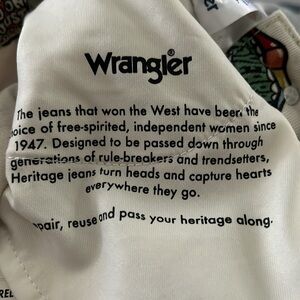 Wrangler®
The jeans that won the West have been the
choice of free-spirited, independent women since
1947. Designed to be passed down through
generations of rule-breakers and trendsetters,
Heritage jeans turn heads and capture hearts
everywhere they go.
pair, reuse and pass your heritage along.